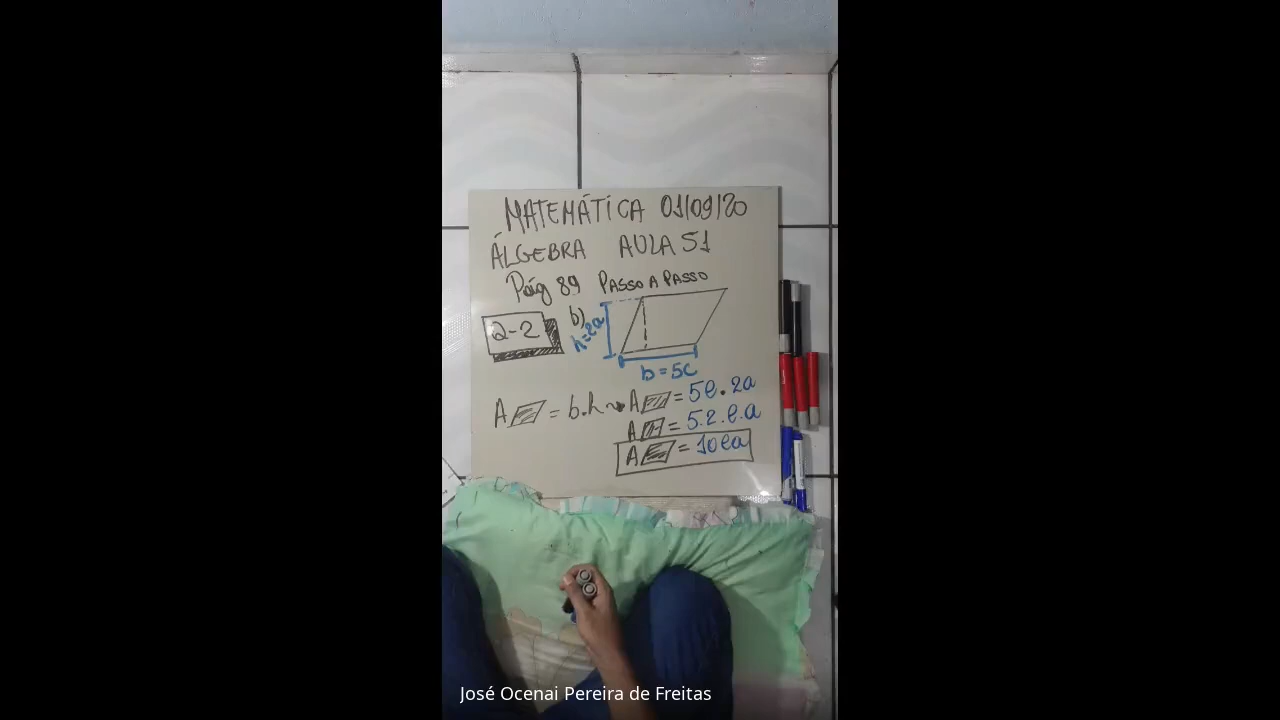 MATEMÁTICA 01/09/20
ÁLGEBRA AULA 51
Pág 89 PASSO A PASSO
2-2 b)
h=2a
b=5c
A = b.h A = 5c.2a
A = 5.2.c.a
A = 10ca
José Ocenai Pereira de Freitas